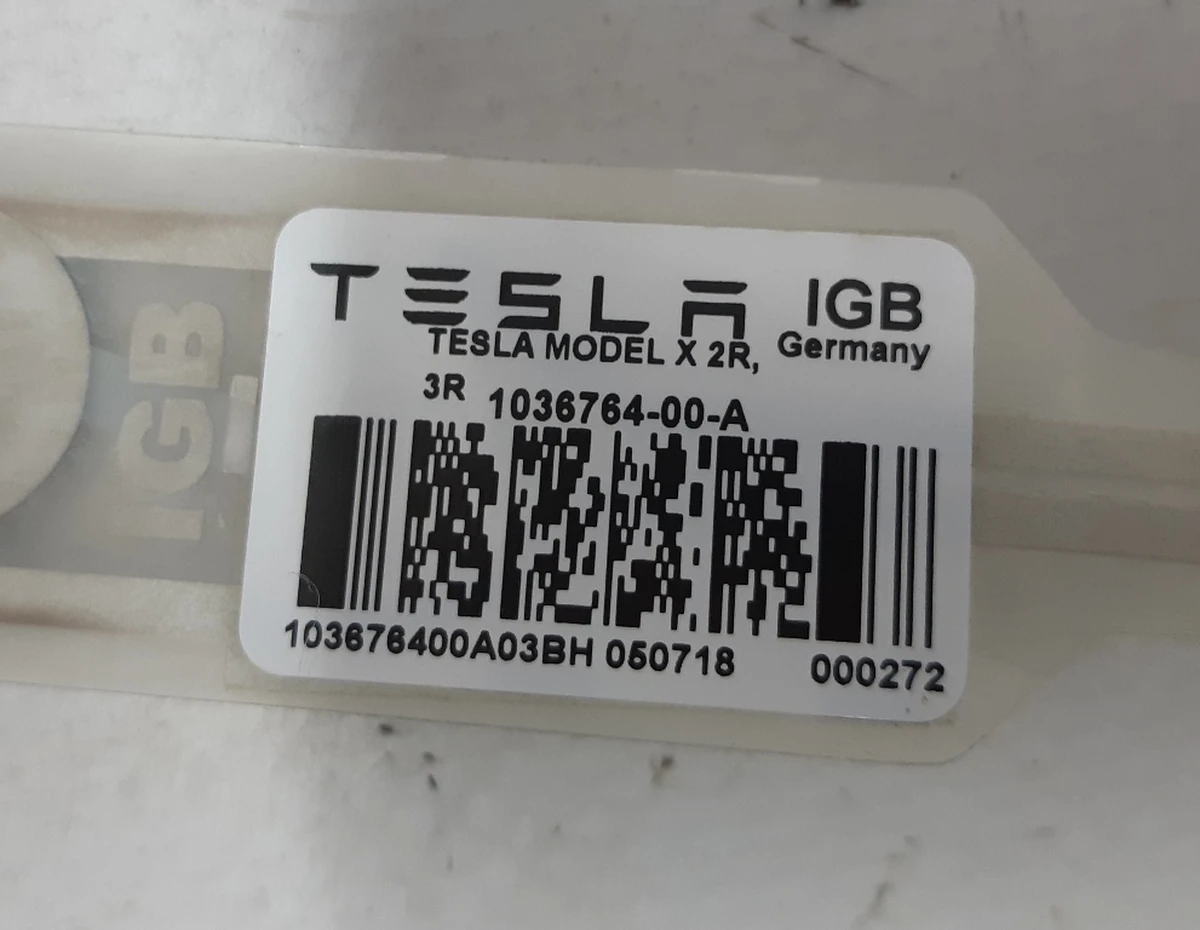 TESLA IGB
TESLA MODEL X 2R, Germany
3R 1036764-00-A
103676400A03BH 050718 000272
IGB